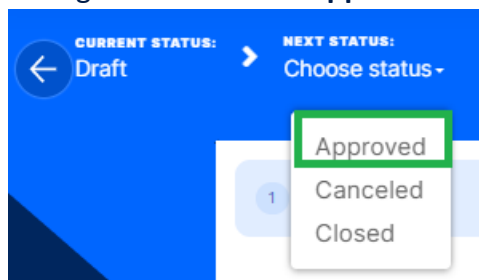 CURRENT STATUS:
Draft
NEXT STATUS:
Choose status
Approved
1
Canceled
Closed